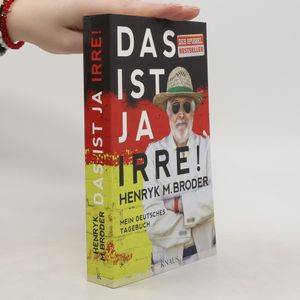 DAS
IST
JA
IRRE!
DER SPIEGEL
BESTSELLER
HENRYK M. BRODER
MEIN DEUTSCHES
TAGEBUCH
KNAUS
HENRYK
M. BRODER
DAS IST JA IRRE!